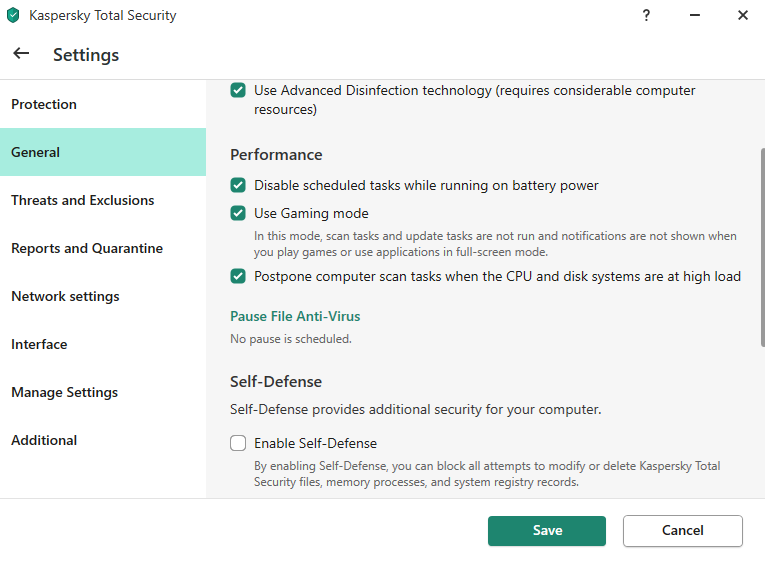 Kaspersky Total Security
?
Settings
Protection
General
Threats and Exclusions
Reports and Quarantine
Network settings
Interface
Manage Settings
Additional
Use Advanced Disinfection technology (requires considerable computer
resources)
Performance
Disable scheduled tasks while running on battery power
Use Gaming mode
In this mode, scan tasks and update tasks are not run and notifications are not shown when
you play games or use applications in full-screen mode.
Postpone computer scan tasks when the CPU and disk systems are at high load
Pause File Anti-Virus
No pause is scheduled.
Self-Defense
Self-Defense provides additional security for your computer.
Enable Self-Defense
By enabling Self-Defense, you can block all attempts to modify or delete Kaspersky Total
Security files, memory processes, and system registry records.
Save
Cancel